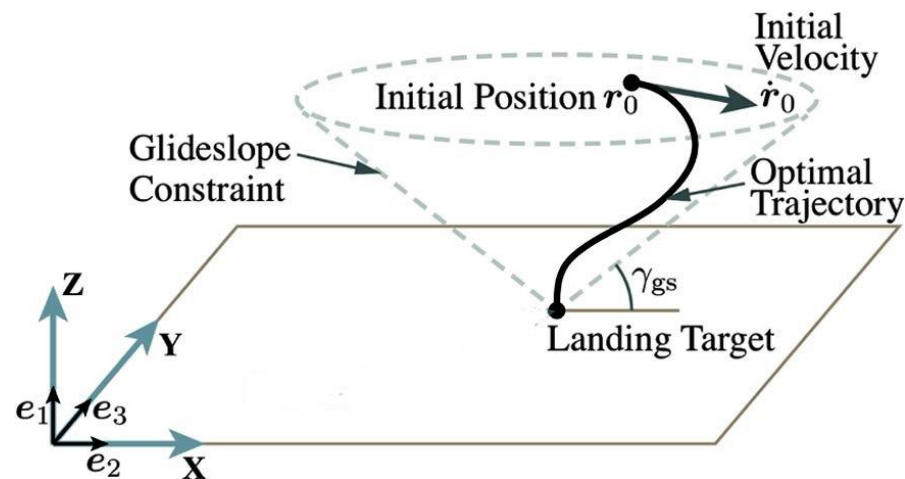 Initial
Velocity
Initial Position r₀
ṙ₀
Glideslope
Constraint
Optimal
Trajectory
γgs
Landing Target
Z
Y
e₁
e₃
e₂
X